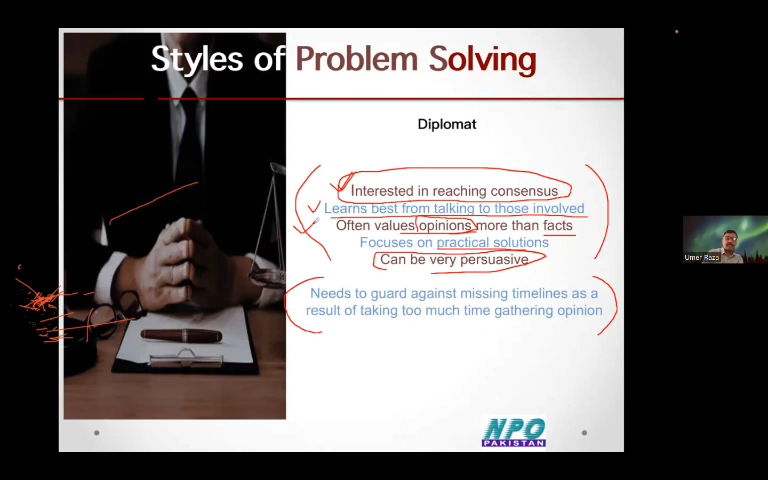 Styles of Problem Solving
Diplomat
Interested in reaching consensus
Learns best from talking to those involved
Often values opinions more than facts
Focuses on practical solutions
Can be very persuasive
Needs to guard against missing timelines as a
result of taking too much time gathering opinion
Umer Raza
NPO
PAKISTAN